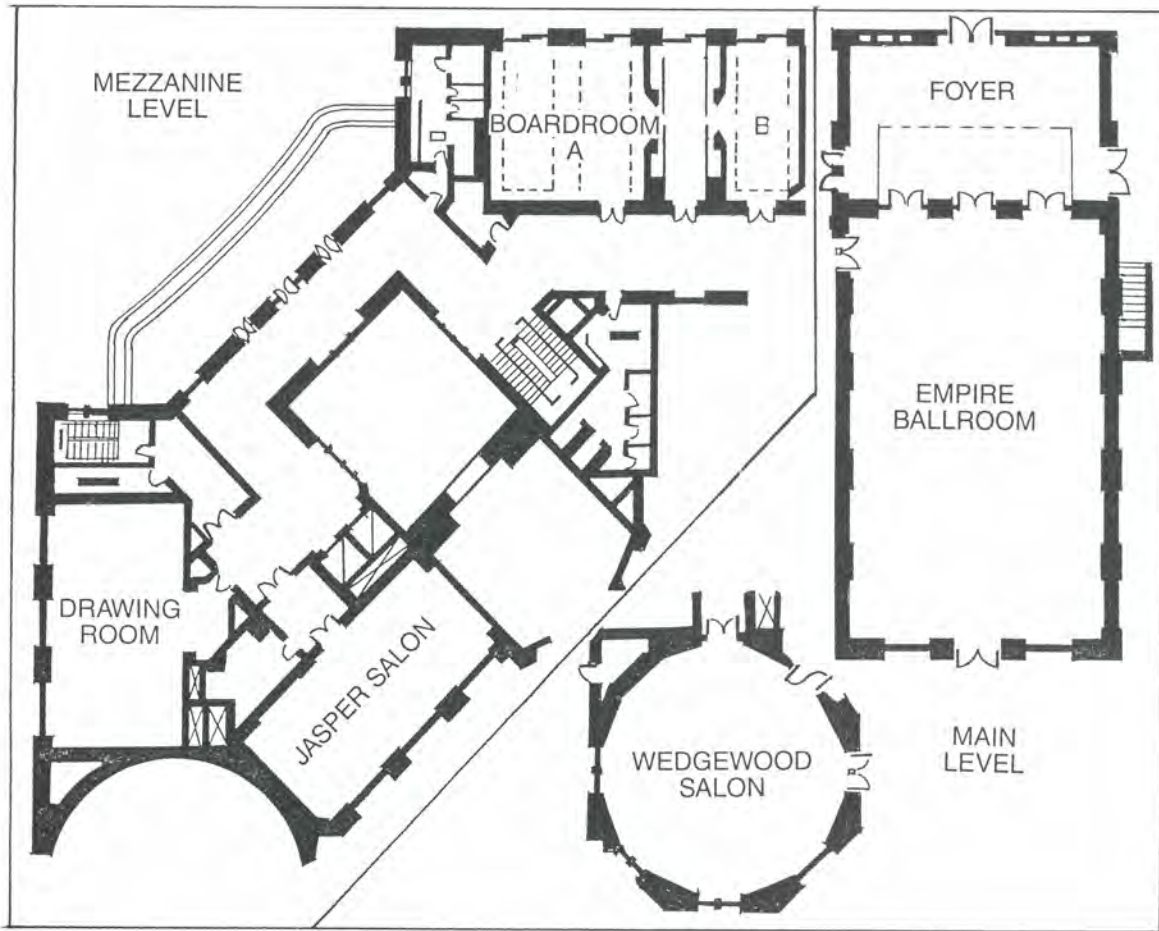 MEZZANINE
LEVEL
BOARDROOM
A
B
FOYER
EMPIRE
BALLROOM
DRAWING
ROOM
JASPER SALON
WEDGEWOOD
SALON
MAIN
LEVEL